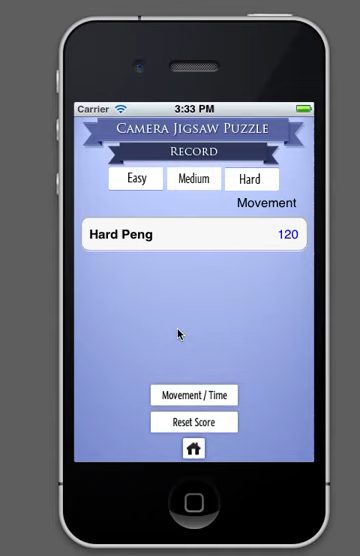 Carrier 3:33 PM
CAMERA JIGSAW PUZZLE
RECORD
Easy Medium Hard
Movement
Hard Peng 120
Movement / Time
Reset Score